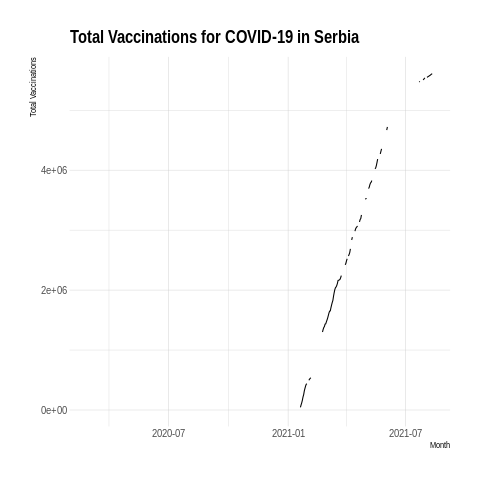 Total Vaccinations for COVID-19 in Serbia
Total Vaccinations
4e+06
2e+06
0e+00
2020-07
2021-01
2021-07
Month